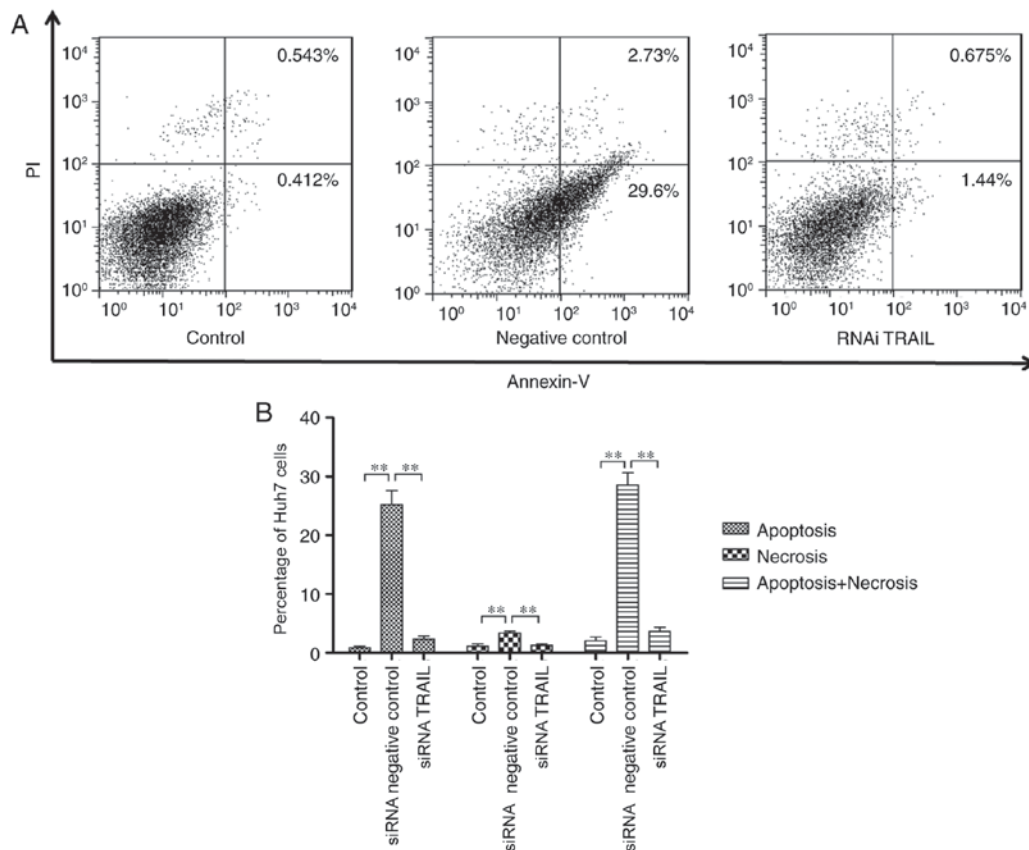 A
PI
10⁴
10³
10²
10¹
10⁰
0.543%
0.412%
10⁰ 10¹ 10² 10³ 10⁴
Control
10⁴
10³
10²
10¹
10⁰
2.73%
29.6%
10⁰ 10¹ 10² 10³ 10⁴
Negative control
10⁴
10³
10²
10¹
10⁰
0.675%
1.44%
10⁰ 10¹ 10² 10³ 10⁴
RNAi TRAIL
Annexin-V
B
Percentage of Huh7 cells
40
30
20
10
0
** **
** **
** **
Control
siRNA negative control
siRNA TRAIL
Control
siRNA negative control
siRNA TRAIL
Control
siRNA negative control
siRNA TRAIL
Apoptosis
Necrosis
Apoptosis+Necrosis